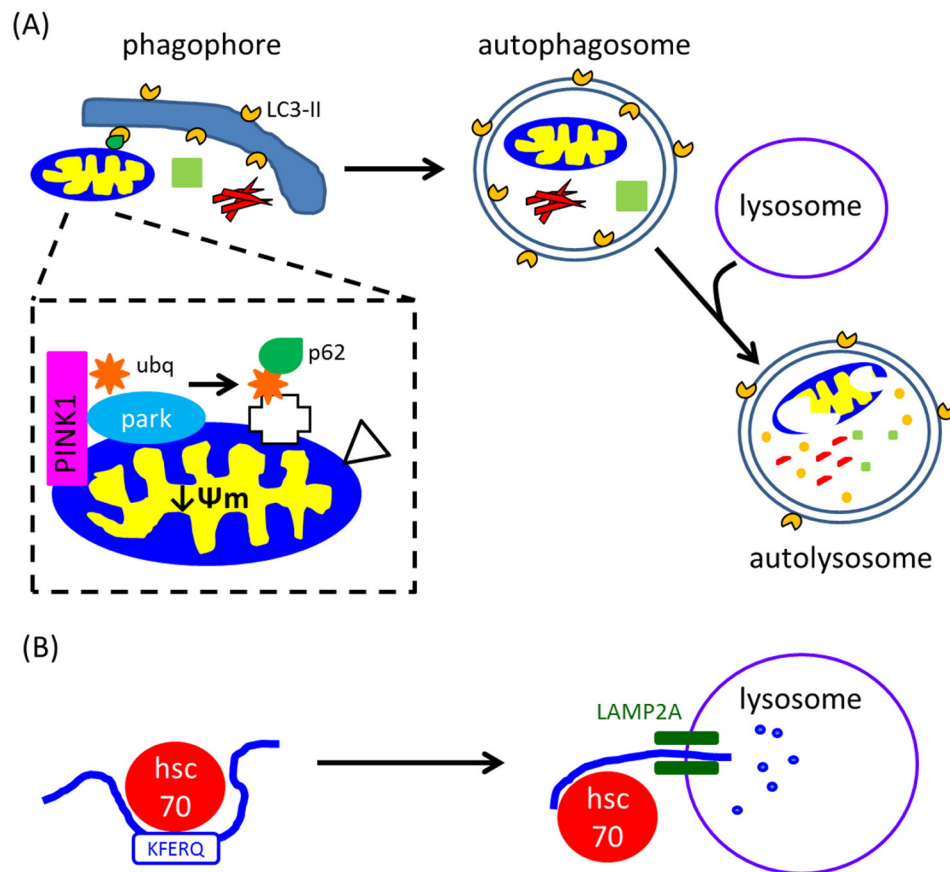 (A)
phagophore
autophagosome
LC3-II
lysosome
PINK1
ubq
p62
park
↓ Ψm
autolysosome
(B)
hsc
70
KFERQ
LAMP2A
lysosome
hsc
70